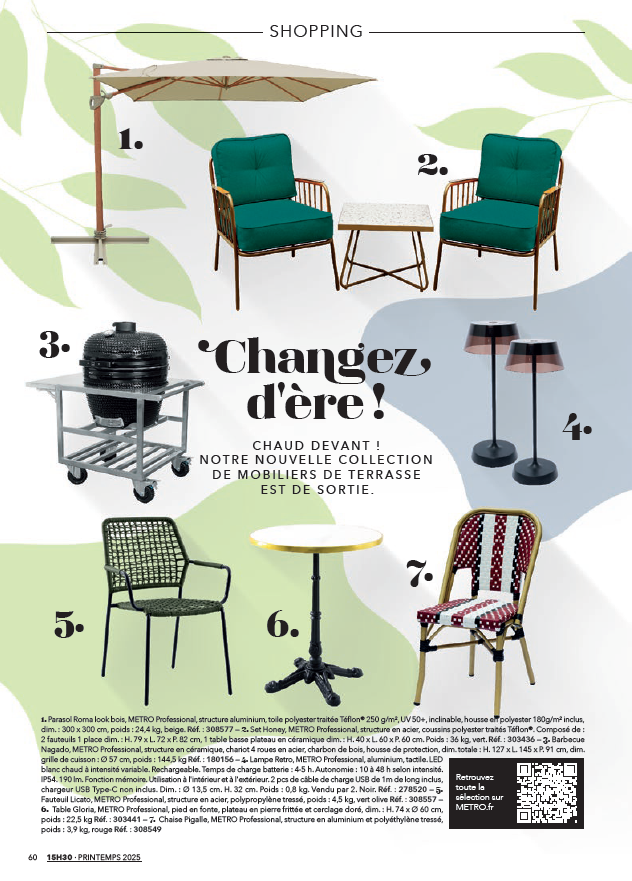 SHOPPING
1.
2.
3.
Changez
d'ère !
4.
CHAUD DEVANT !
NOTRE NOUVELLE COLLECTION
DE MOBILIERS DE TERRASSE
EST DE SORTIE.
5.
6.
7.
1. Parasol Roma look bois, METRO Professional, structure aluminium, toile polyester traitée Téflon® 250 g/m², UV 50+, inclinable, housse en polyester 180g/m² inclus,
dim. : 300 x 300 cm, poids : 24,4 kg, beige. Réf. : 308577 – 2. Set Honey, METRO Professional, structure en acier, coussins polyester traités Téflon®. Composé de :
2 fauteuils 1 place dim. : H. 79 x L. 72 x P. 82 cm, 1 table basse plateau en céramique dim. : H. 40 x L. 60 x P. 60 cm. Poids : 36 kg, vert. Réf. : 303436 – 3. Barbecue
Nagado, METRO Professional, structure en céramique, chariot 4 roues en acier, charbon de bois, housse de protection, dim. totale : H. 127 x L. 145 x P. 91 cm, dim.
grille de cuisson : Ø 57 cm, poids : 144,5 kg Réf. : 180156 – 4. Lampe Retro, METRO Professional, aluminium, tactile. LED
blanc chaud à intensité variable. Rechargeable. Temps de charge batterie : 4-5 h. Autonomie : 10 à 48 h selon intensité.
IP54. 190 lm. Fonction mémoire. Utilisation à l'intérieur et à l'extérieur. 2 pcs de câble de charge USB de 1m de long inclus,
chargeur USB Type-C non inclus. Dim. : Ø 13,5 cm. H. 32 cm. Poids : 0,8 kg. Vendu par 2. Noir. Réf. : 278520 – 5.
Fauteuil Licato, METRO Professional, structure en acier, polypropylène tressé, poids : 4,5 kg, vert olive Réf. : 308557 –
6. Table Gloria, METRO Professional, pied en fonte, plateau en pierre frittée et cerclage doré, dim. : H. 74 x Ø 60 cm,
poids : 22,5 kg Réf. : 303441 – 7. Chaise Pigalle, METRO Professional, structure en aluminium et polyéthylène tressé,
poids : 3,9 kg, rouge Réf. : 308549
Retrouvez
toute la
sélection sur
METRO.fr
60 15H30 · PRINTEMPS 2025